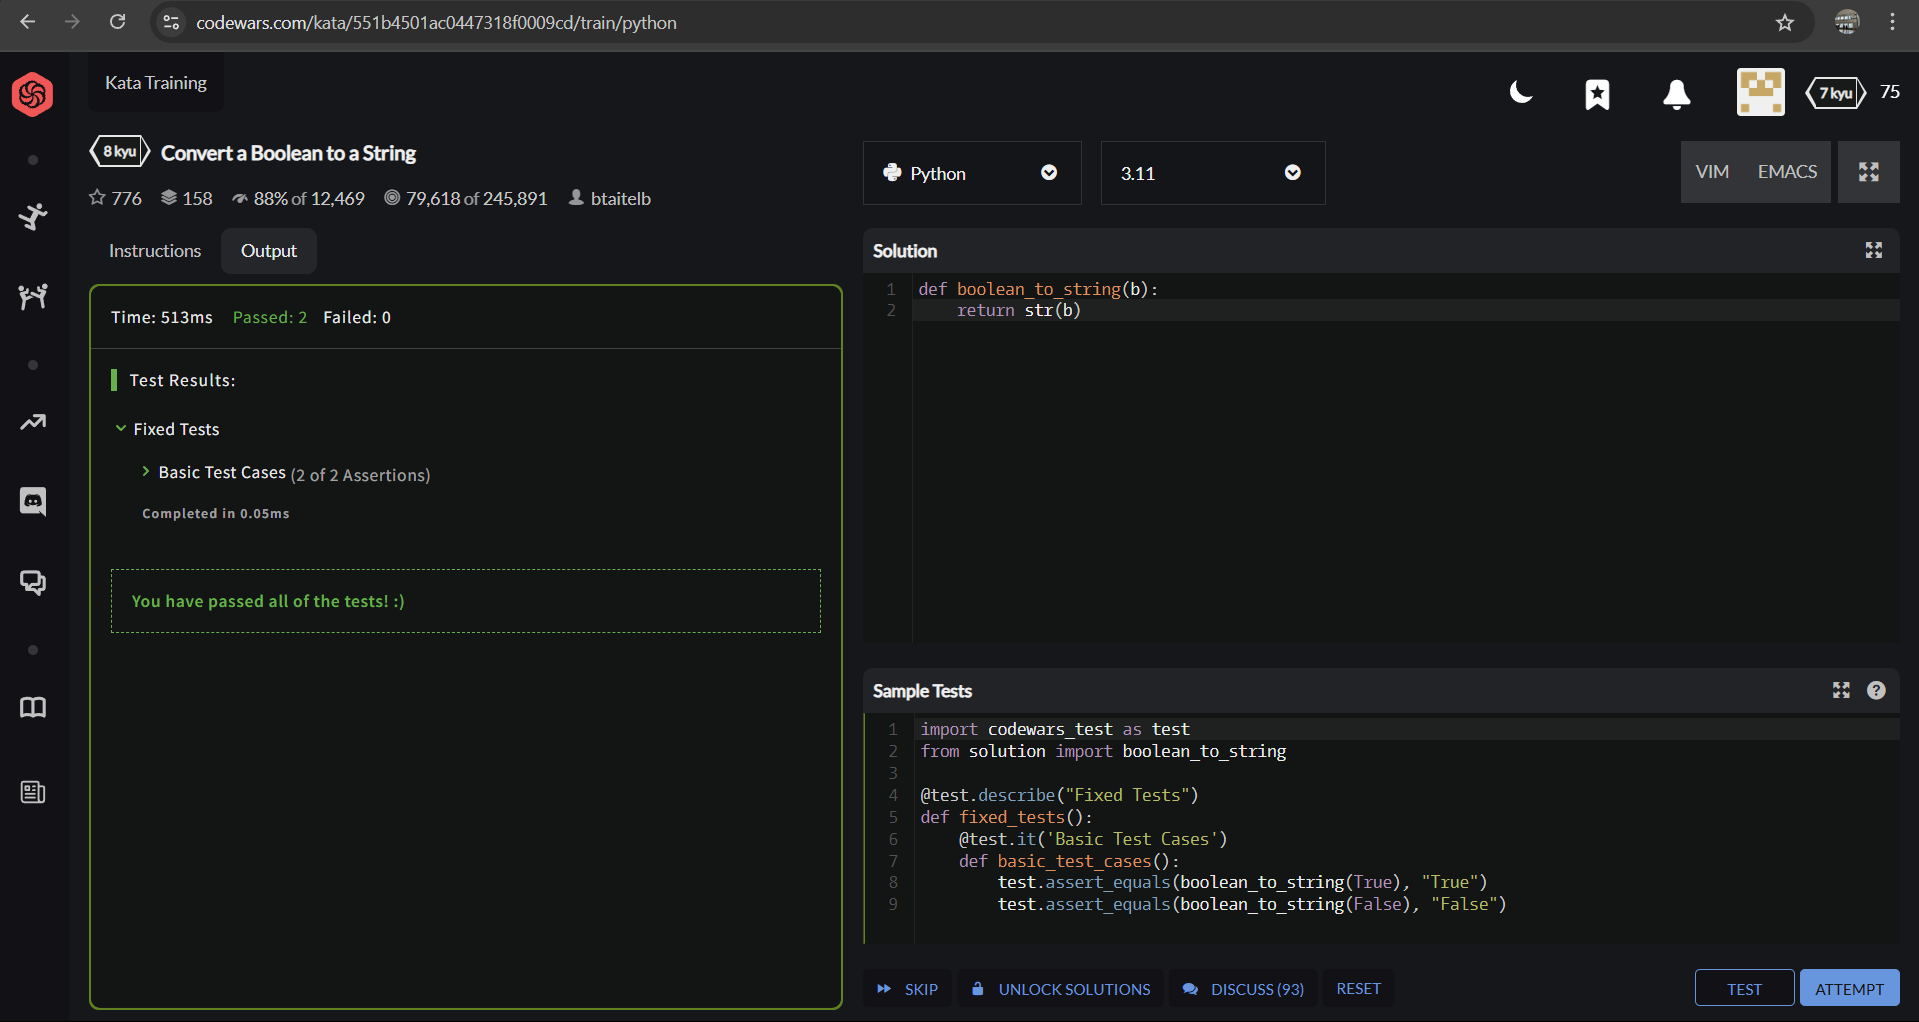 codewars.com/kata/551b4501ac0447318f0009cd/train/python
Kata Training
7 kyu 75
8 kyu Convert a Boolean to a String
776 158 88% of 12,469 79,618 of 245,891 btaitelb
Instructions Output
Time: 513ms Passed: 2 Failed: 0
Test Results:
Fixed Tests
Basic Test Cases (2 of 2 Assertions)
Completed in 0.05ms
You have passed all of the tests! :)
Python 3.11 VIM EMACS
Solution
1 def boolean_to_string(b):
2     return str(b)
Sample Tests
1 import codewars_test as test
2 from solution import boolean_to_string
3
4 @test.describe("Fixed Tests")
5 def fixed_tests():
6     @test.it('Basic Test Cases')
7     def basic_test_cases():
8         test.assert_equals(boolean_to_string(True), "True")
9         test.assert_equals(boolean_to_string(False), "False")
SKIP UNLOCK SOLUTIONS DISCUSS (93) RESET TEST ATTEMPT